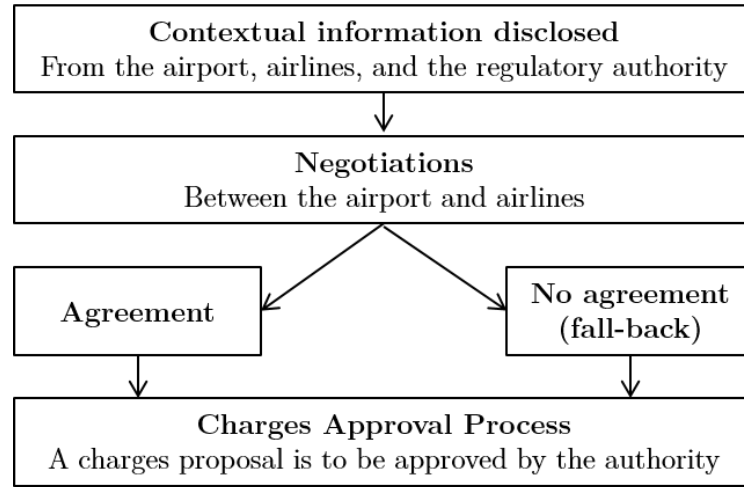 Contextual information disclosed
From the airport, airlines, and the regulatory authority
Negotiations
Between the airport and airlines
Agreement
No agreement
(fall-back)
Charges Approval Process
A charges proposal is to be approved by the authority